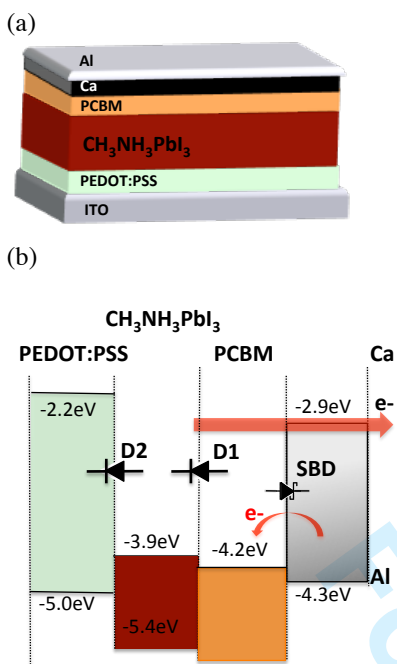 (a)
Al
Ca
PCBM
CH₃NH₃PbI₃
PEDOT:PSS
ITO
(b)
CH₃NH₃PbI₃
PEDOT:PSS PCBM Ca
-2.2eV -2.9eV e-
D2 D1 SBD
e-
-3.9eV -4.2eV
-5.0eV -4.3eV Al
-5.4eV